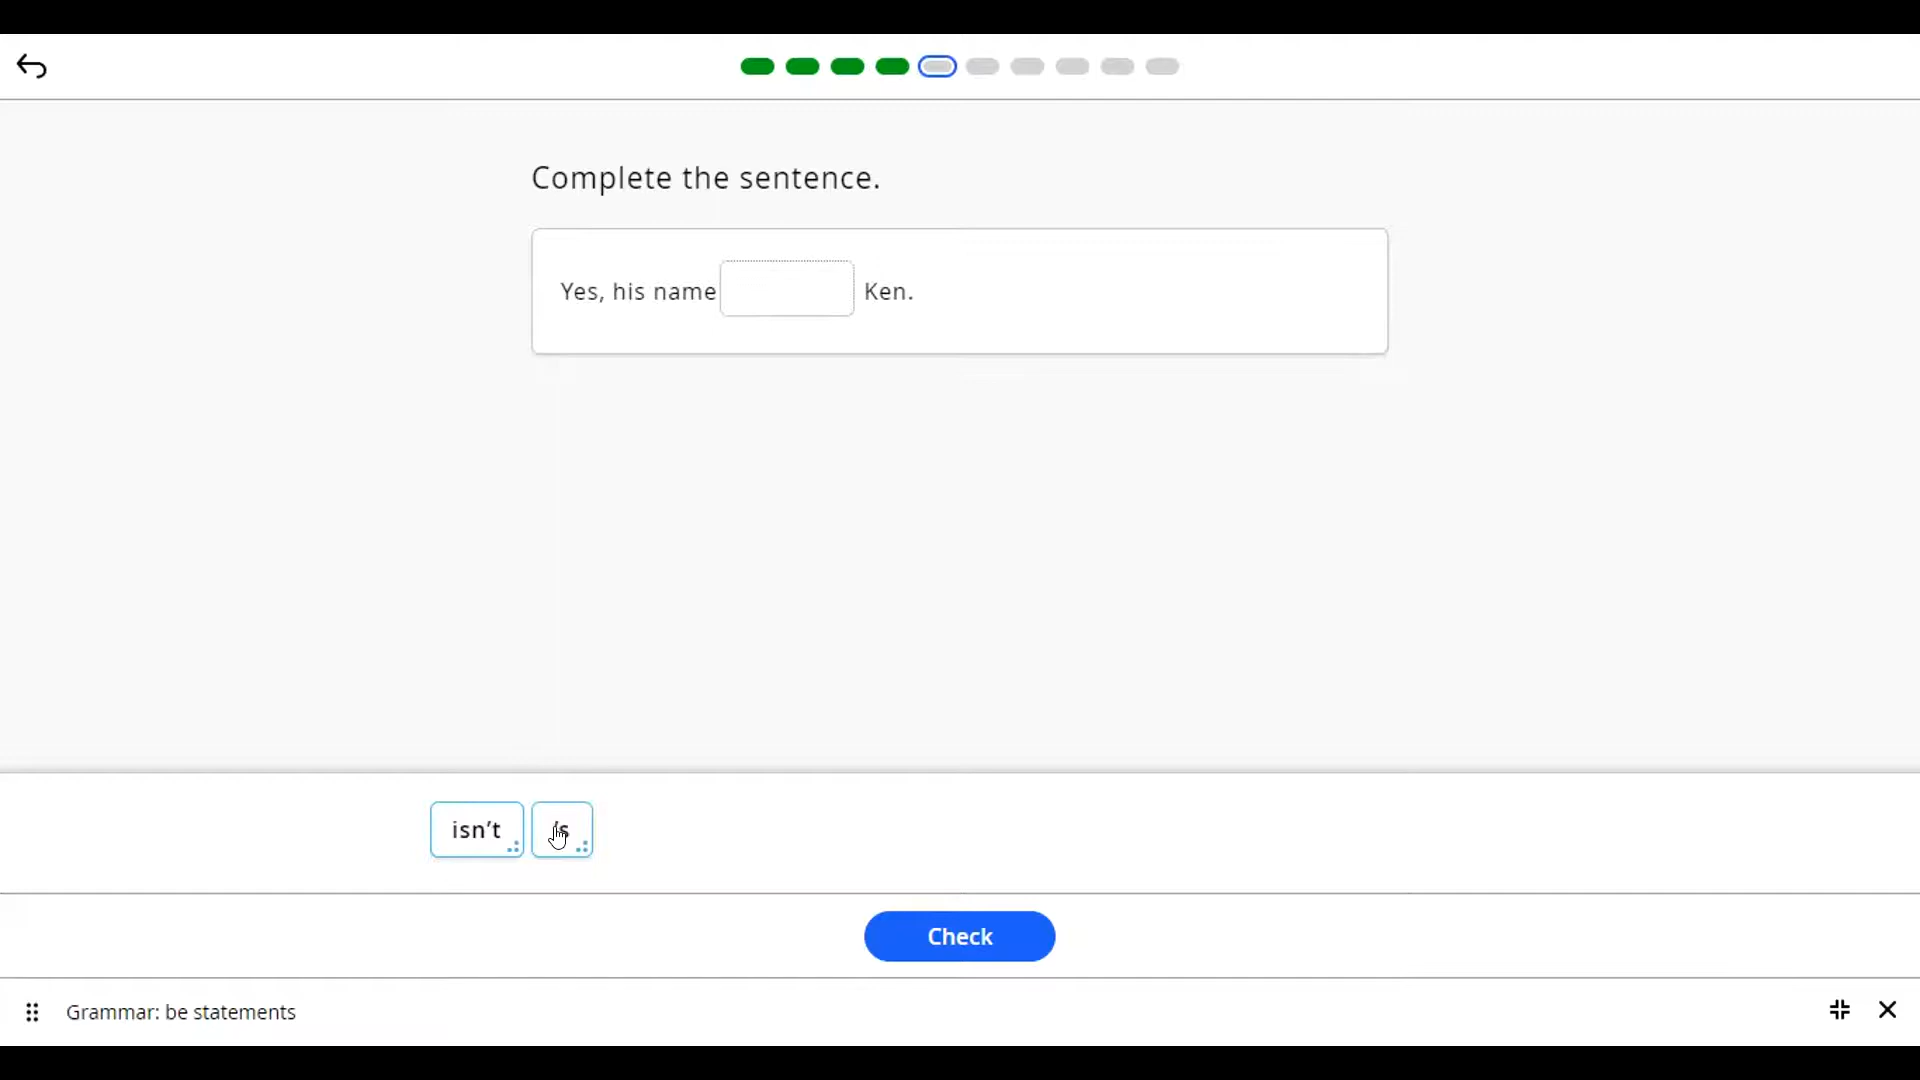 Complete the sentence.
Yes, his name Ken.
isn’t
’s
Check
Grammar: be statements